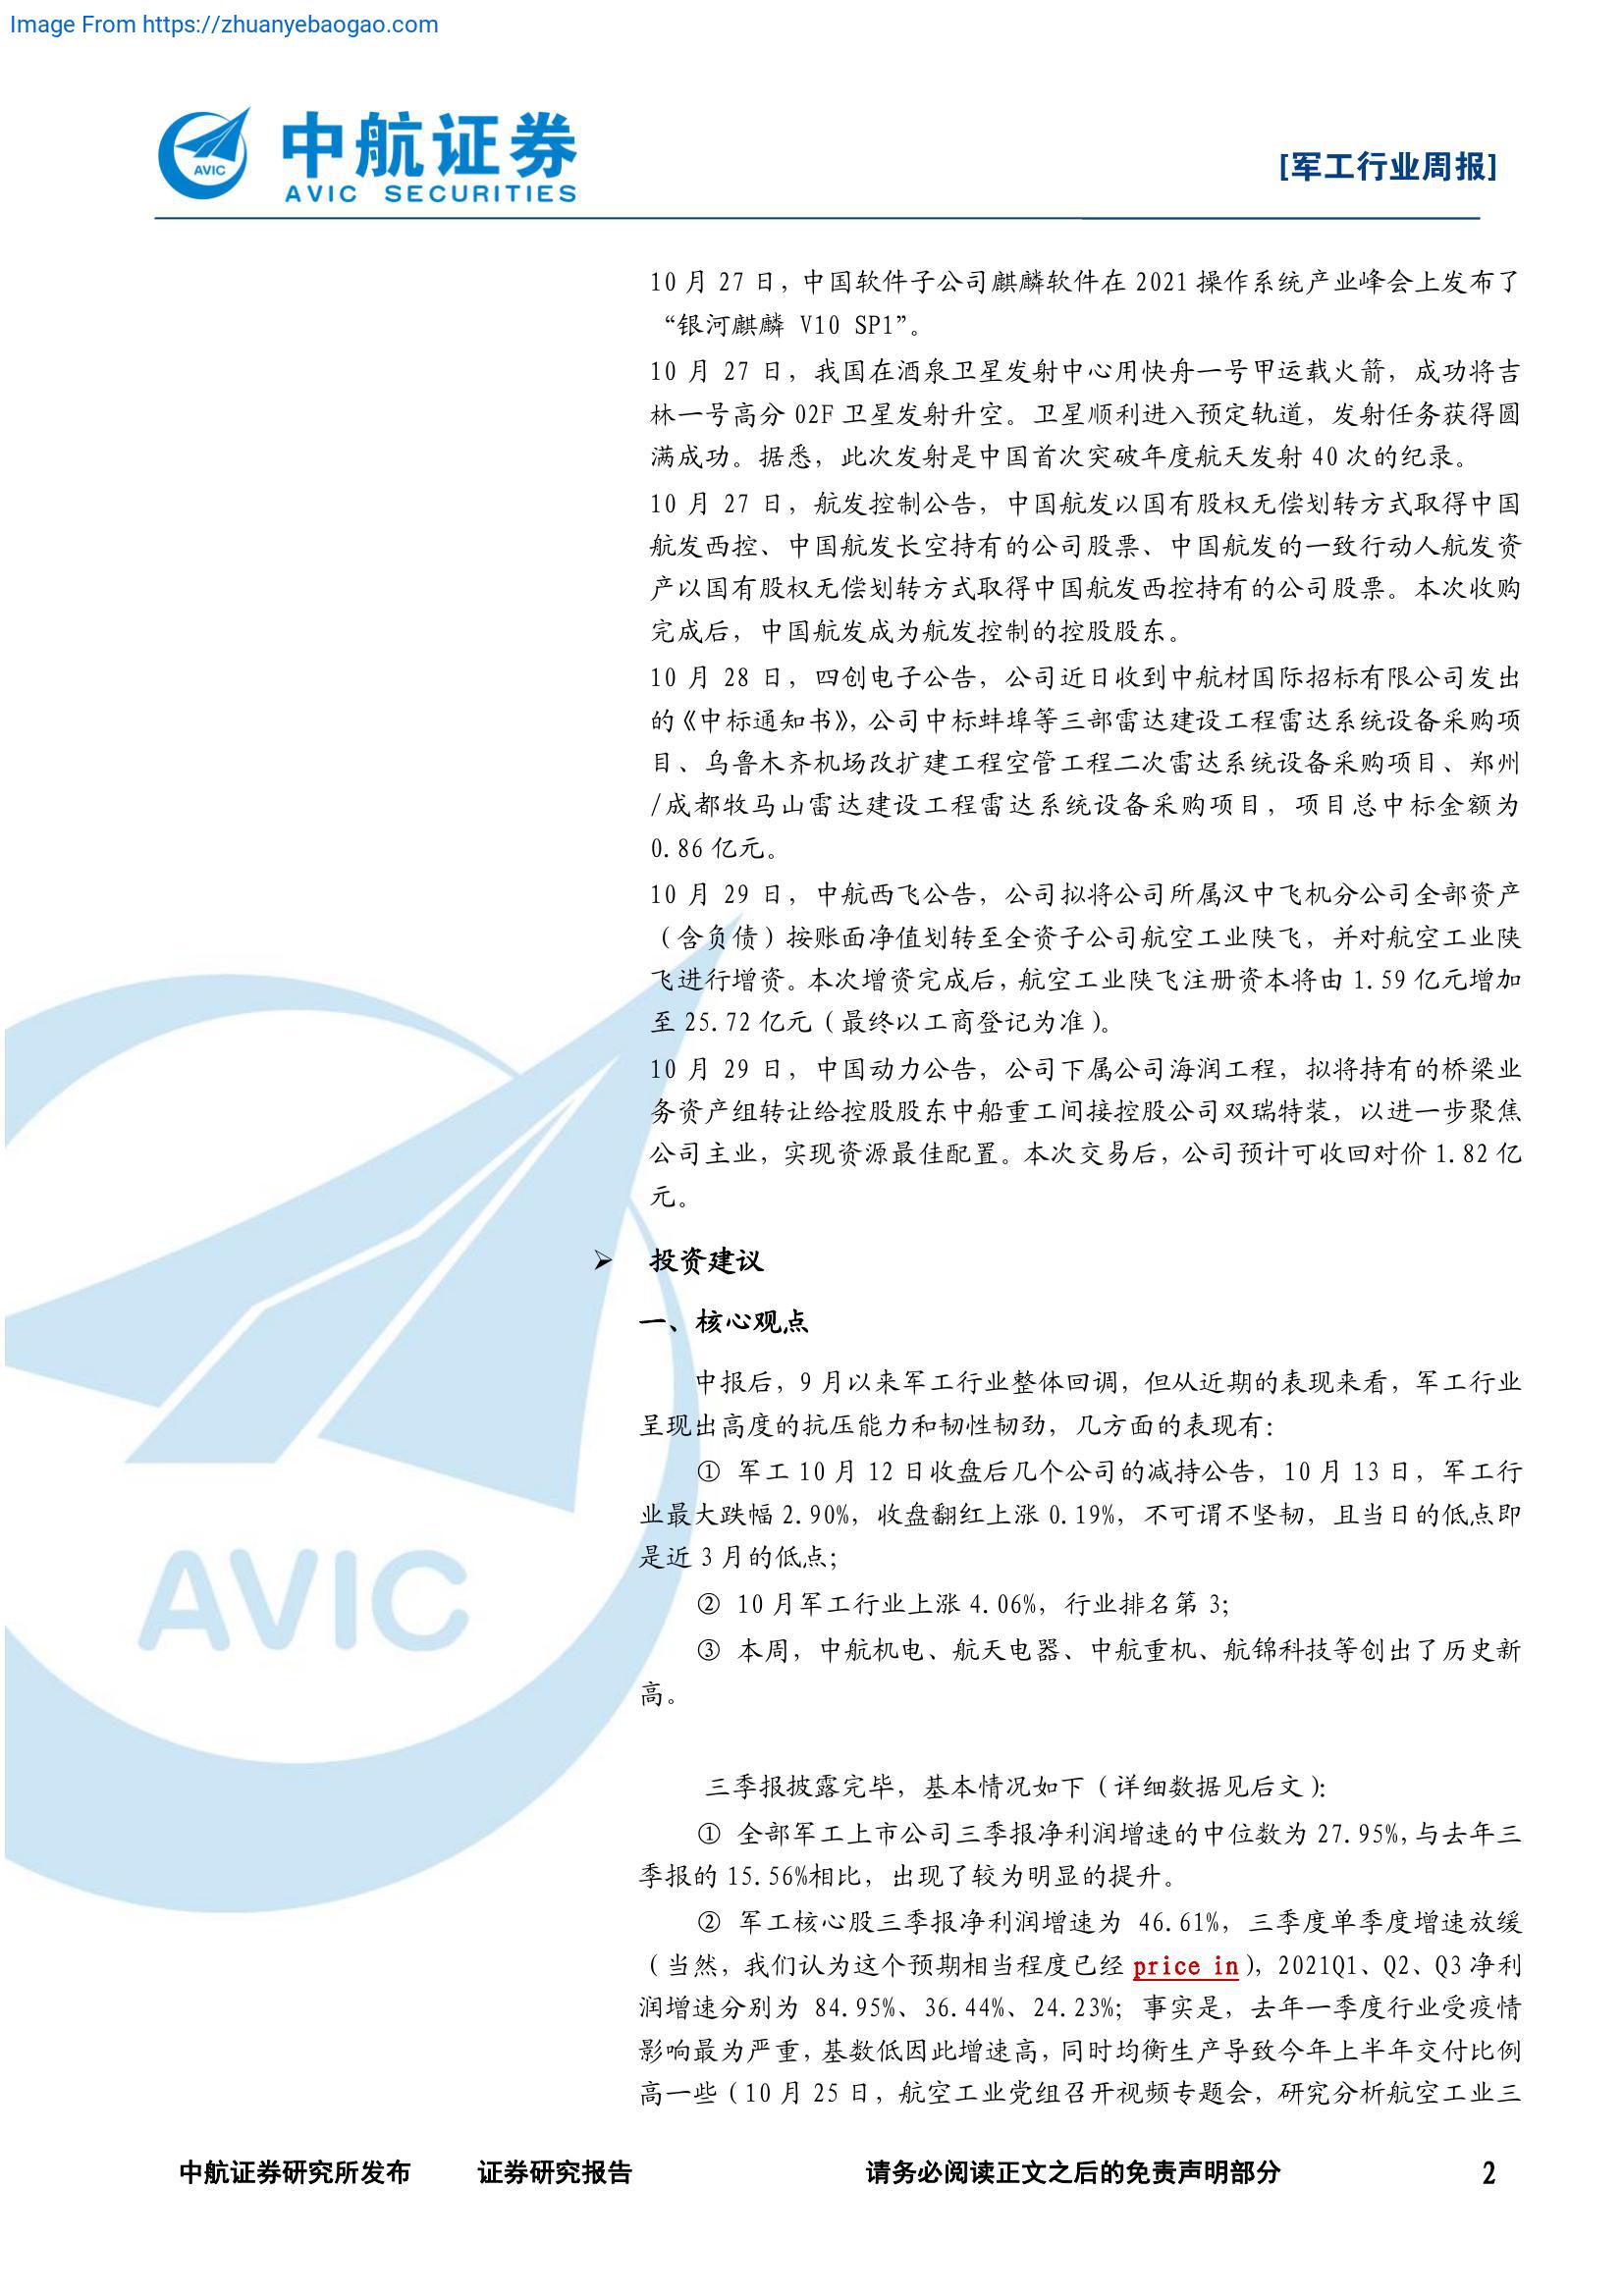 Image From https://zhuanyebaogao.com
中航证券
AVIC SECURITIES
AVIC
[军工行业周报]
10 月 27 日，中国软件子公司麒麟软件在 2021 操作系统产业峰会上发布了
“银河麒麟 V10 SP1”。
10 月 27 日，我国在酒泉卫星发射中心用快舟一号甲运载火箭，成功将吉
林一号高分 02F 卫星发射升空。卫星顺利进入预定轨道，发射任务获得圆
满成功。据悉，此次发射是中国首次突破年度航天发射 40 次的纪录。
10 月 27 日，航发控制公告，中国航发以国有股权无偿划转方式取得中国
航发西控、中国航发长空持有的公司股票、中国航发的一致行动人航发资
产以国有股权无偿划转方式取得中国航发西控持有的公司股票。本次收购
完成后，中国航发成为航发控制的控股股东。
10 月 28 日，四创电子公告，公司近日收到中航材国际招标有限公司发出
的《中标通知书》，公司中标蚌埠等三部雷达建设工程雷达系统设备采购项
目、乌鲁木齐机场改扩建工程空管工程二次雷达系统设备采购项目、郑州
/成都牧马山雷达建设工程雷达系统设备采购项目，项目总中标金额为
0.86 亿元。
10 月 29 日，中航西飞公告，公司拟将公司所属汉中飞机分公司全部资产
（含负债）按账面净值划转至全资子公司航空工业陕飞，并对航空工业陕
飞进行增资。本次增资完成后，航空工业陕飞注册资本将由 1.59 亿元增加
至 25.72 亿元（最终以工商登记为准）。
10 月 29 日，中国动力公告，公司下属公司海润工程，拟将持有的桥梁业
务资产组转让给控股股东中船重工间接控股公司双瑞特装，以进一步聚焦
公司主业，实现资源最佳配置。本次交易后，公司预计可收回对价 1.82 亿
元。
➢ 投资建议
一、核心观点
中报后，9 月以来军工行业整体回调，但从近期的表现来看，军工行业
呈现出高度的抗压能力和韧性韧劲，几方面的表现有：
① 军工 10 月 12 日收盘后几个公司的减持公告，10 月 13 日，军工行
业最大跌幅 2.90%，收盘翻红上涨 0.19%，不可谓不坚韧，且当日的低点即
是近 3 月的低点；
② 10 月军工行业上涨 4.06%，行业排名第 3；
③ 本周，中航机电、航天电器、中航重机、航锦科技等创出了历史新
高。
AVIC
三季报披露完毕，基本情况如下（详细数据见后文）：
① 全部军工上市公司三季报净利润增速的中位数为 27.95%，与去年三
季报的 15.56%相比，出现了较为明显的提升。
② 军工核心股三季报净利润增速为 46.61%，三季度单季度增速放缓
（当然，我们认为这个预期相当程度已经 price in），2021Q1、Q2、Q3 净利
润增速分别为 84.95%、36.44%、24.23%；事实是，去年一季度行业受疫情
影响最为严重，基数低因此增速高，同时均衡生产导致今年上半年交付比例
高一些（10 月 25 日，航空工业党组召开视频专题会，研究分析航空工业三
中航证券研究所发布 证券研究报告 请务必阅读正文之后的免责声明部分 2